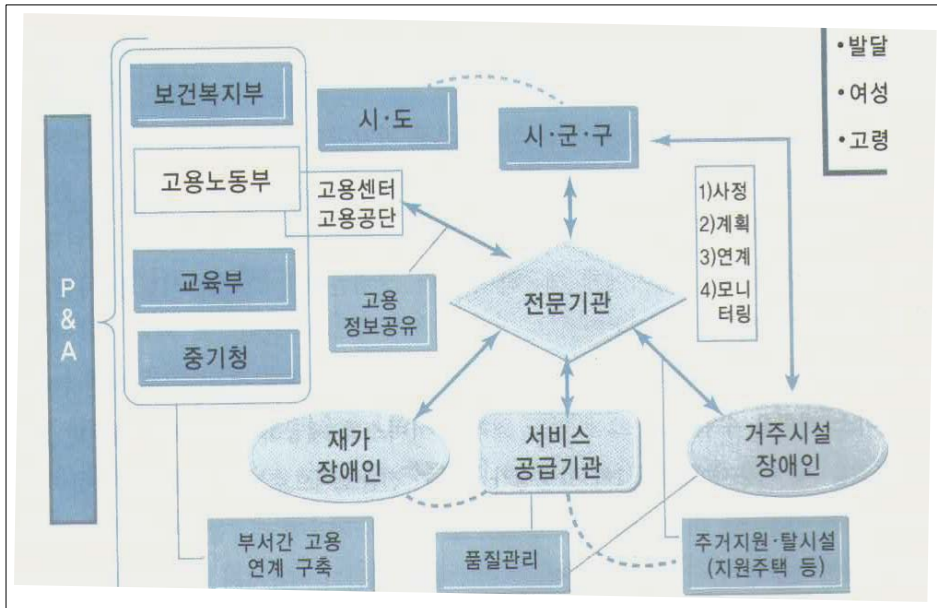 P
&
A
보건복지부
고용노동부
교육부
중기청
시·도
시·군·구
고용센터
고용공단
고용
정보공유
전문기관
1)사정
2)계획
3)연계
4)모니
터링
•발달
•여성
•고령
재가
장애인
서비스
공급기관
거주시설
장애인
부서간 고용
연계 구축
품질관리
주거지원·탈시설
(지원주택 등)